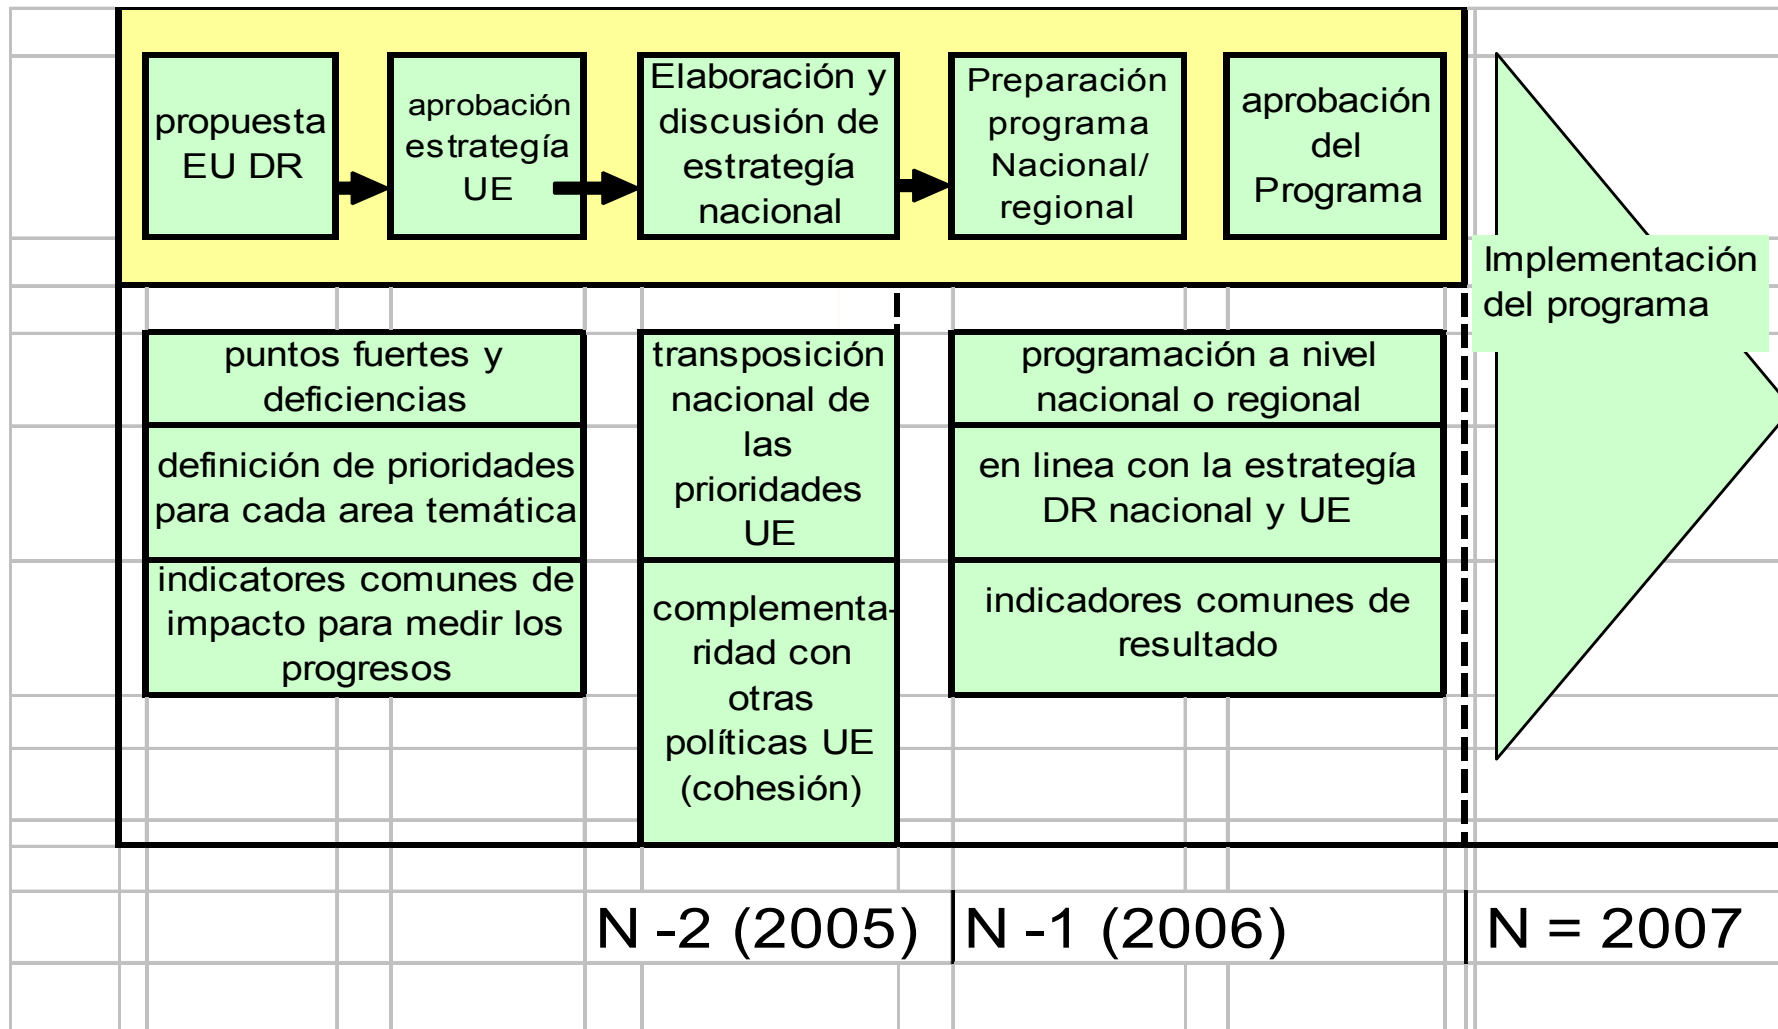 propuesta
EU DR
aprobación
estrategía
UE
Elaboración y
discusión de
estrategía
nacional
Preparación
programa
Nacional/
regional
aprobación
del
Programa
Implementación
del programa
puntos fuertes y
deficiencias
definición de prioridades
para cada area temática
indicatores comunes de
impacto para medir los
progresos
transposición
nacional de
las
prioridades
UE
complementa-
ridad con
otras
políticas UE
(cohesión)
programación a nivel
nacional o regional
en linea con la estrategía
DR nacional y UE
indicadores comunes de
resultado
N -2 (2005)
N -1 (2006)
N = 2007